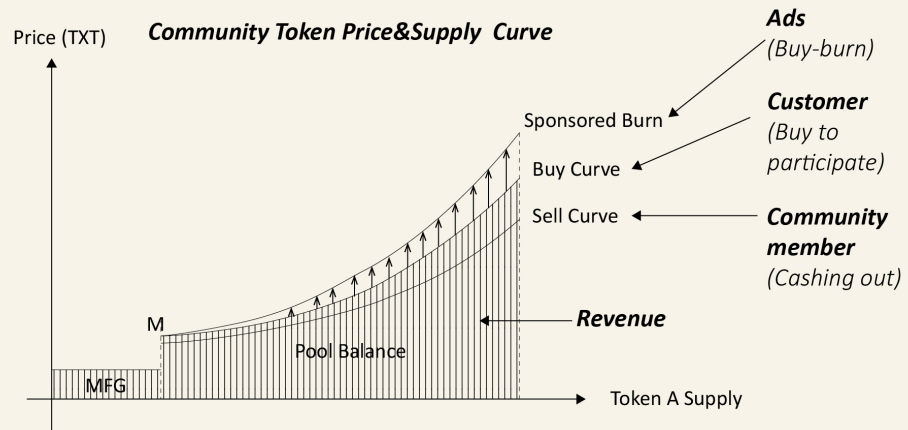 Community Token Price&Supply Curve
Price (TXT)
Ads
(Buy-burn)
Sponsored Burn
Customer
(Buy to
participate)
Buy Curve
Sell Curve
Community
member
(Cashing out)
Revenue
M
Pool Balance
MFG
Token A Supply